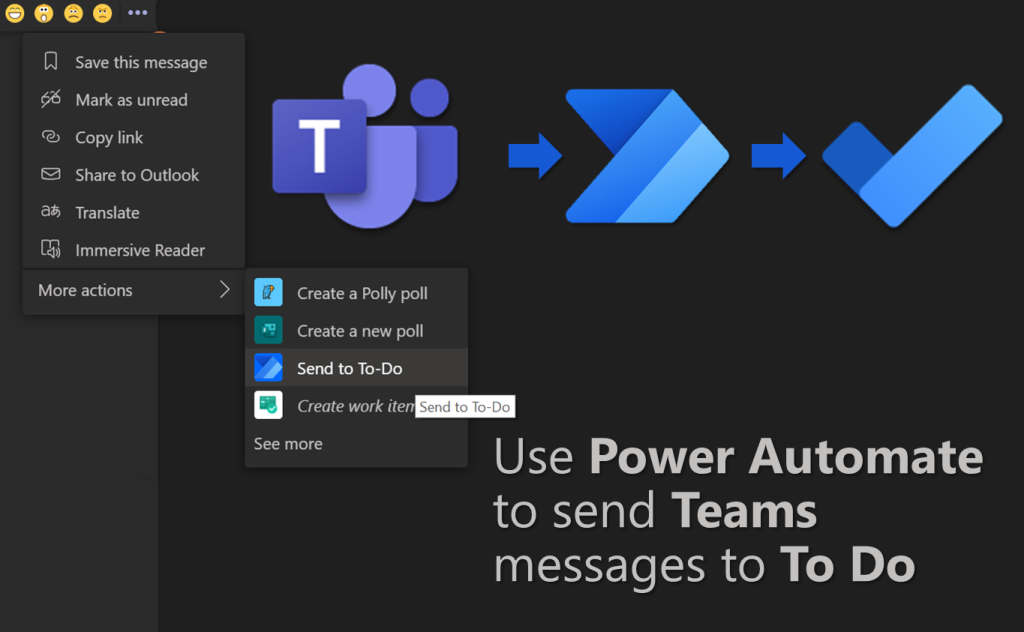 Save this message
Mark as unread
Copy link
Share to Outlook
Translate
Immersive Reader
More actions
Create a Polly poll
Create a new poll
Send to To-Do
Create work item
Send to To-Do
See more
T
Use Power Automate
to send Teams
messages to To Do